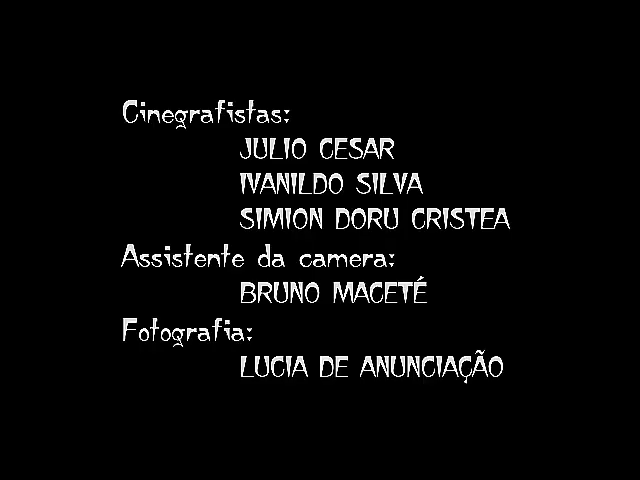 Cinegrafistas:
JULIO CESAR
IVANILDO SILVA
SIMION DORU CRISTEA
Assistente da camera:
BRUNO MACETÉ
Fotografia:
LUCIA DE ANUNCIAÇÃO